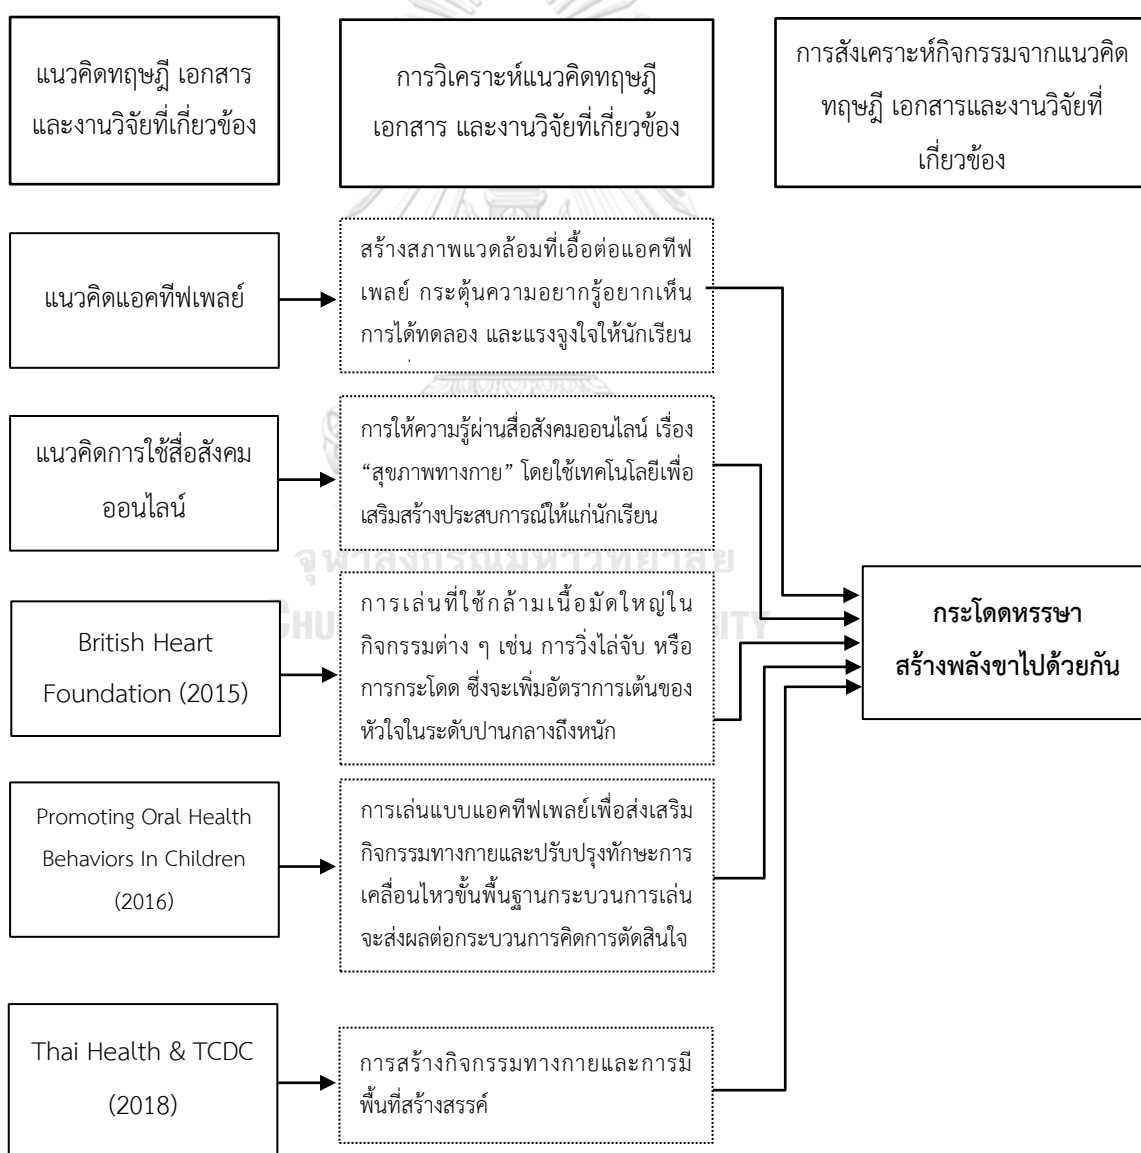 แนวคิดทฤษฎี เอกสาร
และงานวิจัยที่เกี่ยวข้อง
การวิเคราะห์แนวคิดทฤษฎี
เอกสาร และงานวิจัยที่เกี่ยวข้อง
การสังเคราะห์กิจกรรมจากแนวคิด
ทฤษฎี เอกสารและงานวิจัยที่
เกี่ยวข้อง
แนวคิดแอคทีฟเพลย์
สร้างสภาพแวดล้อมที่เอื้อต่อแอคทีฟ
เพลย์ กระตุ้นความอยากรู้อยากเห็น
การได้ทดลอง และแรงจูงใจให้นักเรียน
แนวคิดการใช้สื่อสังคม
ออนไลน์
การให้ความรู้ผ่านสื่อสังคมออนไลน์ เรื่อง
“สุขภาพทางกาย” โดยใช้เทคโนโลยีเพื่อ
เสริมสร้างประสบการณ์ให้แก่นักเรียน
จุฬาลงกรณ์มหาวิทยาลัย
British Heart
Foundation (2015)
การเล่นที่ใช้กล้ามเนื้อมัดใหญ่ใน
กิจกรรมต่าง ๆ เช่น การวิ่งไล่จับ หรือ
การกระโดด ซึ่งจะเพิ่มอัตราการเต้นของ
หัวใจในระดับปานกลางถึงหนัก
กระโดดหรรษา
สร้างพลังขาไปด้วยกัน
Promoting Oral Health
Behaviors In Children
(2016)
การเล่นแบบแอคทีฟเพลย์เพื่อส่งเสริม
กิจกรรมทางกายและปรับปรุงทักษะการ
เคลื่อนไหวขั้นพื้นฐานกระบวนการเล่น
จะส่งผลต่อกระบวนการคิดการตัดสินใจ
Thai Health & TCDC
(2018)
การสร้างกิจกรรมทางกายและการมี
พื้นที่สร้างสรรค์